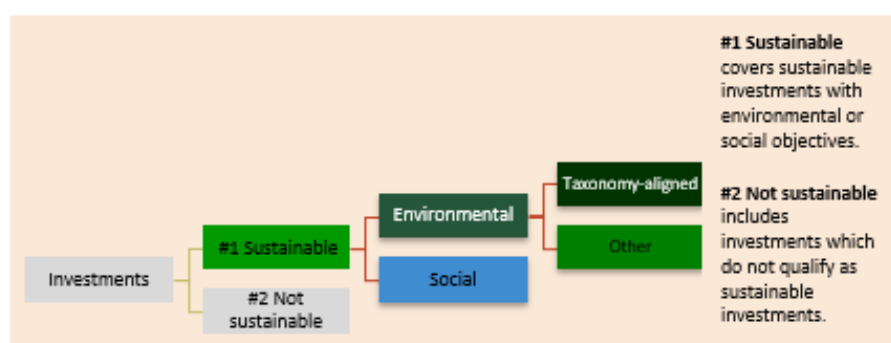 #1 Sustainable
covers sustainable
investments with
environmental or
social objectives.
#2 Not sustainable
includes
investments which
do not qualify as
sustainable
investments.
Investments
#1 Sustainable
#2 Not
sustainable
Environmental
Social
Taxonomy-aligned
Other